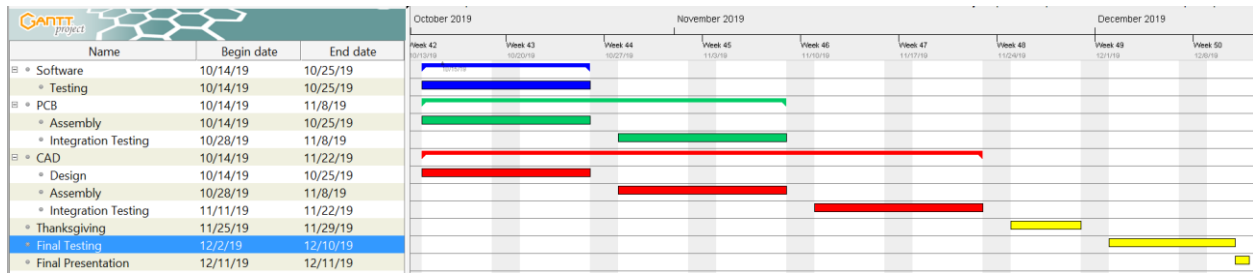 GANTT project
October 2019 November 2019 December 2019
Name Begin date End date
Week 42 Week 43 Week 44 Week 45 Week 46 Week 47 Week 48 Week 49 Week 50
10/13/19 10/20/19 10/27/19 11/3/19 11/10/19 11/17/19 11/24/19 12/1/19 12/8/19
Software 10/14/19 10/25/19
Testing 10/14/19 10/25/19
PCB 10/14/19 11/8/19
Assembly 10/14/19 10/25/19
Integration Testing 10/28/19 11/8/19
CAD 10/14/19 11/22/19
Design 10/14/19 10/25/19
Assembly 10/28/19 11/8/19
Integration Testing 11/11/19 11/22/19
Thanksgiving 11/25/19 11/29/19
Final Testing 12/2/19 12/10/19
Final Presentation 12/11/19 12/11/19